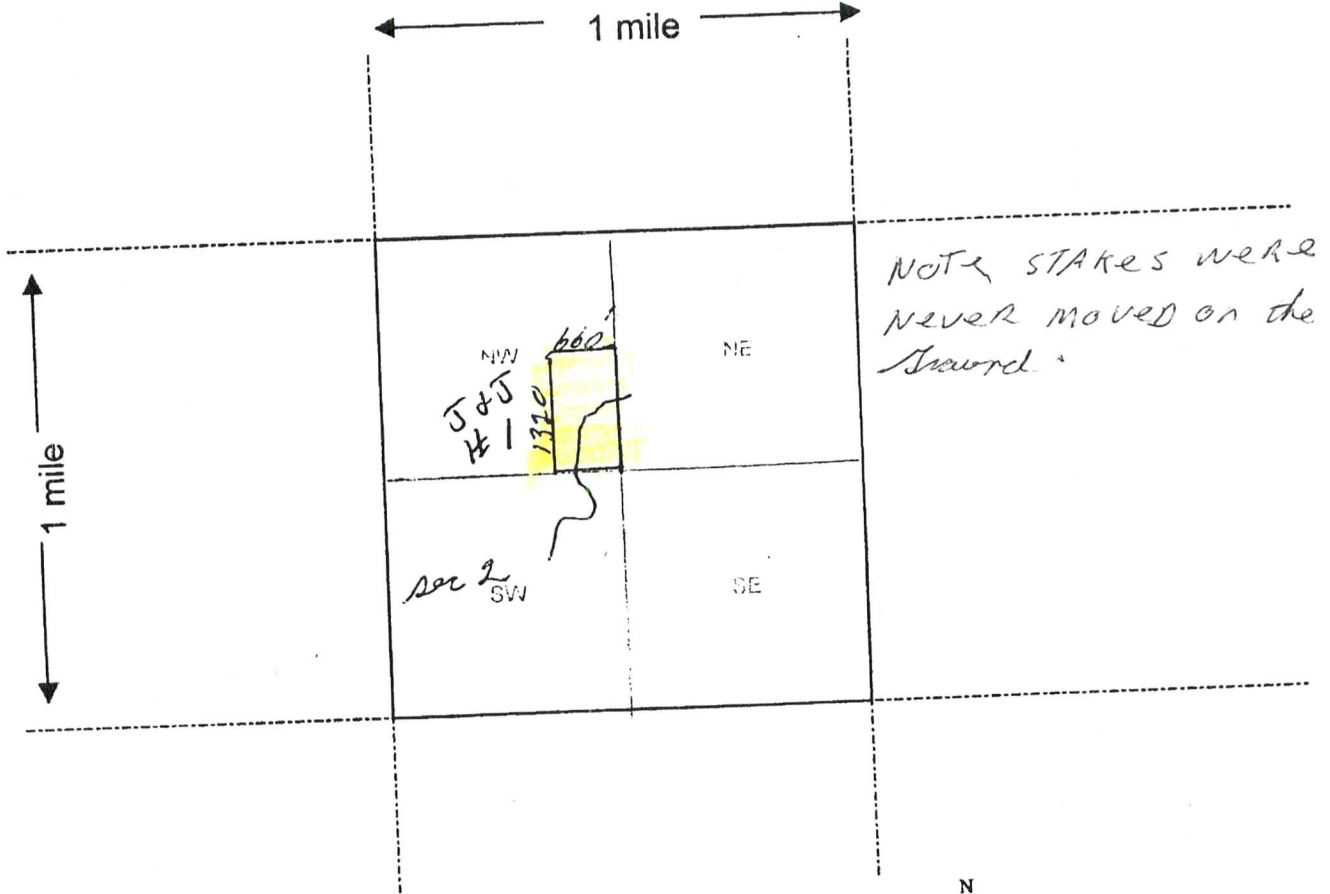 1 mile
1 mile
NOTE STAKES WERE
NEVER MOVED ON the
Ground.
660'
NW
NE
J & J
# 1
1320
sec 2
SW
SE
N